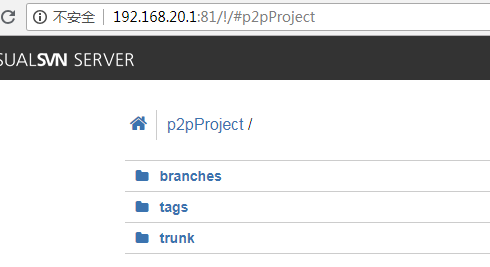 不安全 192.168.20.1:81/!/#p2pProject
SUALSVN SERVER
p2pProject /
branches
tags
trunk